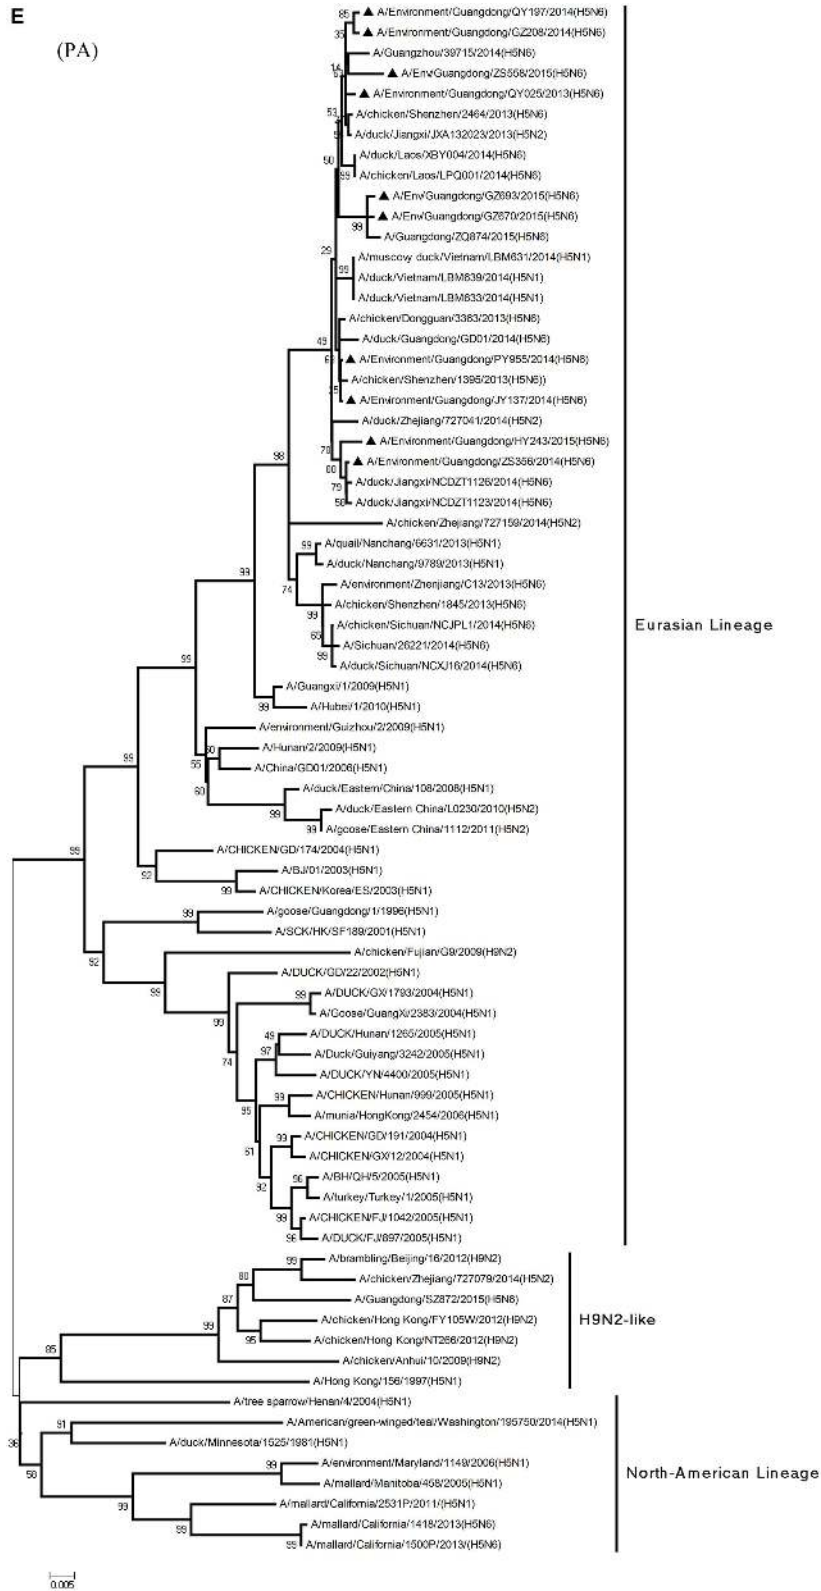 E
(PA)
85
A/Environment/Guangdong/QY197/2014(H5N6)
35
A/Environment/Guangdong/GZ208/2014(H5N6)
A/Guangzhou/39715/2014(H5N6)
A/Env/Guangdong/ZS558/2015(H5N6)
A/Environment/Guangdong/QY025/2013(H5N6)
53
A/chicken/Shenzhen/2464/2013(H5N6)
A/duck/Jiangxi/JXA132023/2013(H5N2)
50
A/duck/Laos/XBY004/2014(H5N6)
99
A/chicken/Laos/LPQ001/2014(H5N6)
A/Env/Guangdong/GZ693/2015(H5N6)
A/Env/Guangdong/GZ670/2015(H5N6)
99
A/Guangdong/ZQ874/2015(H5N6)
29
A/muscovy duck/Vietnam/LBM631/2014(H5N1)
99
A/duck/Vietnam/LBM639/2014(H5N1)
A/duck/Vietnam/LBM633/2014(H5N1)
A/chicken/Dongguan/3363/2013(H5N6)
49
A/duck/Guangdong/GD01/2014(H5N6)
A/Environment/Guangdong/PY955/2014(H5N6)
A/chicken/Shenzhen/1395/2013(H5N6))
A/Environment/Guangdong/JY137/2014(H5N6)
A/duck/Zhejiang/727041/2014(H5N2)
A/Environment/Guangdong/HY243/2015(H5N6)
98
A/Environment/Guangdong/ZS356/2014(H5N6)
79
A/duck/Jiangxi/NCDZT1126/2014(H5N6)
58
A/duck/Jiangxi/NCDZT1123/2014(H5N6)
A/chicken/Zhejiang/727159/2014(H5N2)
99
A/quail/Nanchang/6631/2013(H5N1)
A/duck/Nanchang/9789/2013(H5N1)
99
74
A/environment/Zhenjiang/C13/2013(H5N6)
99
A/chicken/Shenzhen/1845/2013(H5N6)
A/chicken/Sichuan/NCJPL1/2014(H5N6)
Eurasian Lineage
65
A/Sichuan/26221/2014(H5N6)
99
A/duck/Sichuan/NCXJ16/2014(H5N6)
99
A/Guangxi/1/2009(H5N1)
99
A/Hubei/1/2010(H5N1)
A/environment/Guizhou/2/2009(H5N1)
A/Hunan/2/2009(H5N1)
99
55
A/China/GD01/2006(H5N1)
60
A/duck/Eastern/China/108/2008(H5N1)
99
A/duck/Eastern China/L0230/2010(H5N2)
99
A/goose/Eastern China/1112/2011(H5N2)
99
A/CHICKEN/GD/174/2004(H5N1)
92
A/BJ/01/2003(H5N1)
99
A/CHICKEN/Korea/ES/2003(H5N1)
99
A/goose/Guangdong/1/1996(H5N1)
A/SCK/HK/SF189/2001(H5N1)
92
A/chicken/Fujian/G9/2009(H9N2)
A/DUCK/GD/22/2002(H5N1)
99
99
A/DUCK/GX/1793/2004(H5N1)
99
A/Goose/GuangXi/2383/2004(H5N1)
49
A/DUCK/Hunan/1265/2005(H5N1)
97
A/Duck/Guiyang/3242/2005(H5N1)
74
A/DUCK/YN/4400/2005(H5N1)
99
A/CHICKEN/Hunan/999/2005(H5N1)
95
A/munia/HongKong/2454/2006(H5N1)
99
A/CHICKEN/GD/191/2004(H5N1)
61
A/CHICKEN/GX/12/2004(H5N1)
96
A/BH/QH/5/2005(H5N1)
92
A/turkey/Turkey/1/2005(H5N1)
99
A/CHICKEN/FJ/1042/2005(H5N1)
96
A/DUCK/FJ/897/2005(H5N1)
99
A/brambling/Beijing/16/2012(H9N2)
80
A/chicken/Zhejiang/727079/2014(H5N2)
87
A/Guangdong/SZ872/2015(H5N6)
99
A/chicken/Hong Kong/FY105W/2012(H9N2)
H9N2-like
95
A/chicken/Hong Kong/NT266/2012(H9N2)
85
A/chicken/Anhui/10/2009(H9N2)
A/Hong Kong/156/1997(H5N1)
A/tree sparrow/Henan/4/2004(H5N1)
91
A/American/green-winged/teal/Washington/195750/2014(H5N1)
36
A/duck/Minnesota/1525/1981(H5N1)
99
A/environment/Maryland/1149/2006(H5N1)
58
North-American Lineage
A/mallard/Manitoba/458/2005(H5N1)
99
A/mallard/California/2531P/2011/(H5N1)
99
A/mallard/California/1418/2013(H5N6)
99
A/mallard/California/1500P/2013/(H5N6)
0.005